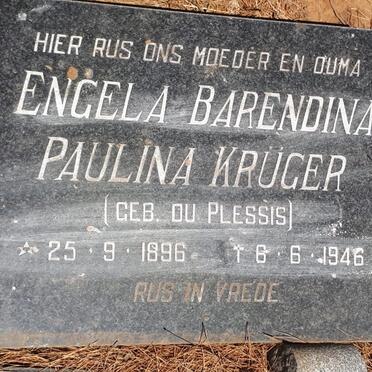 HIER RUS ONS MOEDER EN OUMA
ENGELA BARENDINA
PAULINA KRÜGER
(GEB. DU PLESSIS)
* 25·9·1896 † 6·6·1946
RUS IN VREDE